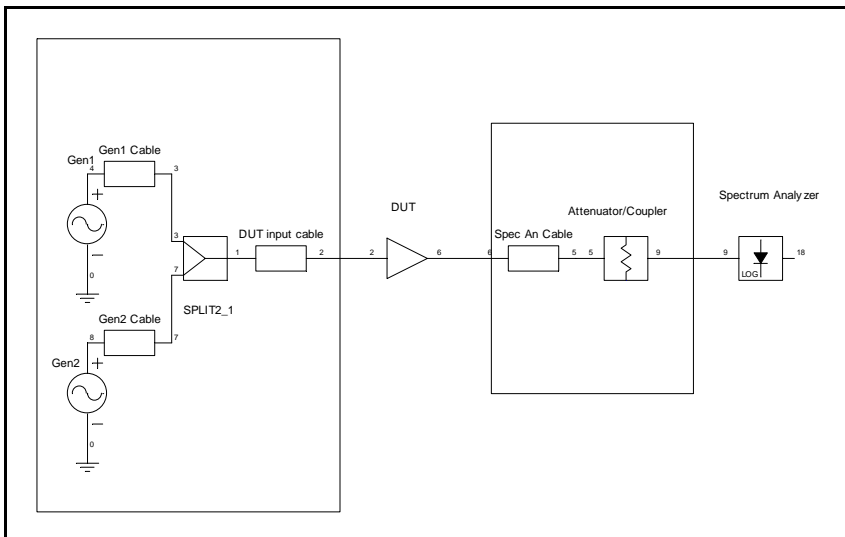 Gen1 Cable
Gen1
4
3
+
3
0
7
SPLIT2_1
1
DUT input cable
2
Gen2 Cable
8
7
Gen2
+
0
DUT
2
6
6
Spec An Cable
5
5
Attenuator/Coupler
9
Spectrum Analyzer
9
LOG
18